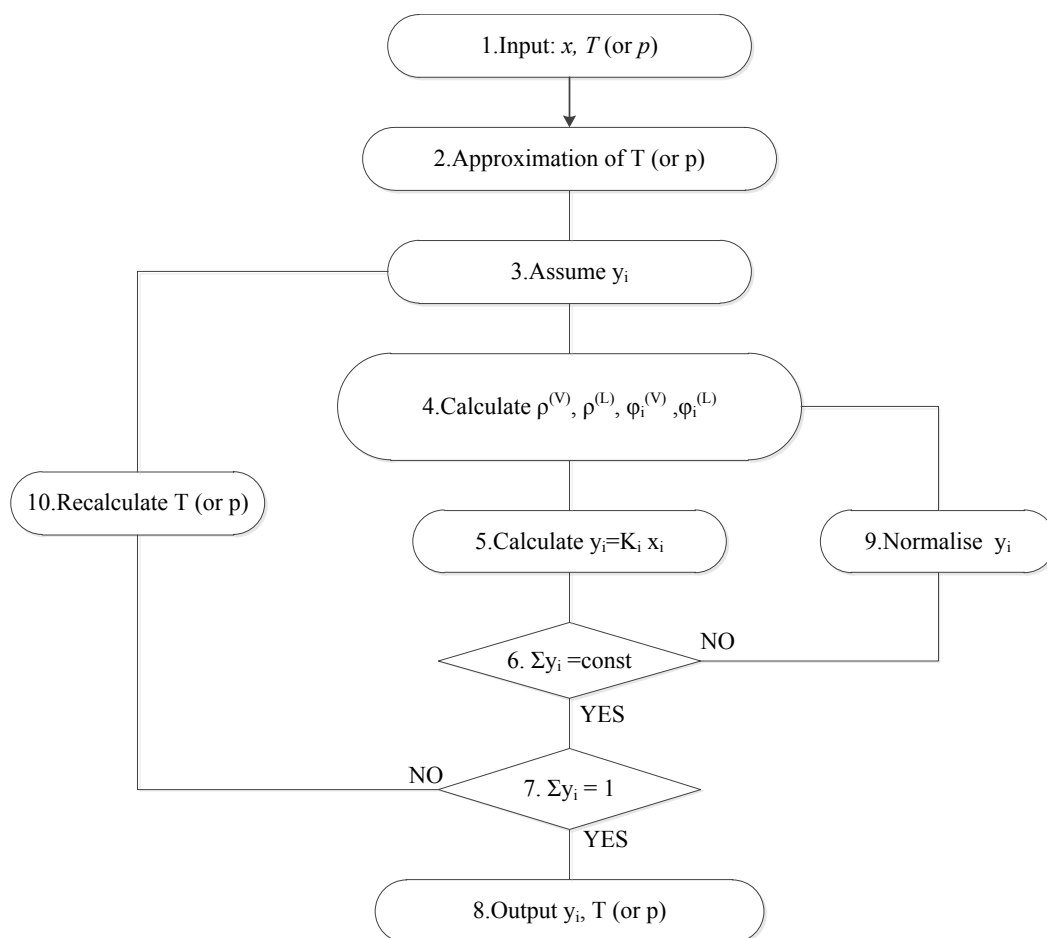 1.Input: x, T (or p)
2.Approximation of T (or p)
3.Assume yᵢ
4.Calculate ρ⁽ⱽ⁾, ρ⁽ᴸ⁾, φᵢ⁽ⱽ⁾ ,φᵢ⁽ᴸ⁾
10.Recalculate T (or p)
5.Calculate yᵢ=Kᵢ xᵢ
9.Normalise yᵢ
6. Σyᵢ =const
NO
YES
NO
7. Σyᵢ = 1
YES
8.Output yᵢ, T (or p)